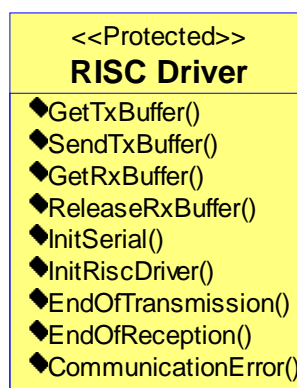 <<Protected>>
RISC Driver
GetTxBuffer()
SendTxBuffer()
GetRxBuffer()
ReleaseRxBuffer()
InitSerial()
InitRiscDriver()
EndOfTransmission()
EndOfReception()
CommunicationError()